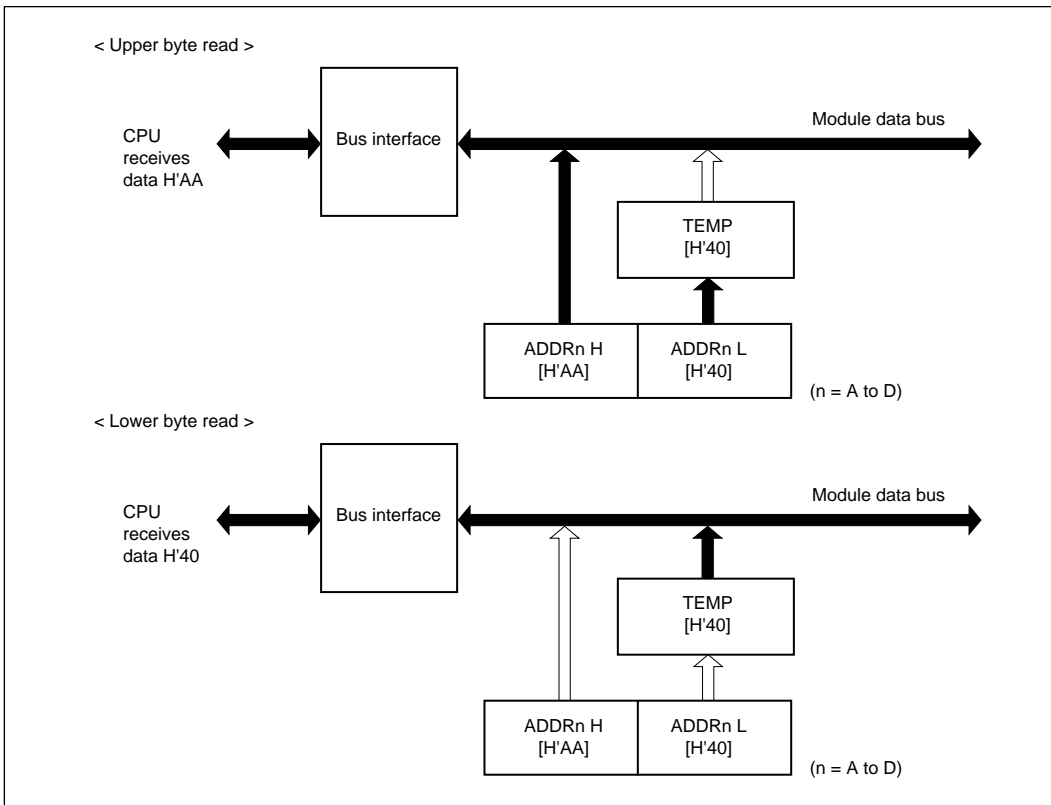 < Upper byte read >
CPU
receives
data H'AA
Bus interface
Module data bus
TEMP
[H'40]
ADDRn H
[H'AA]
ADDRn L
[H'40]
(n = A to D)
< Lower byte read >
CPU
receives
data H'40
Bus interface
Module data bus
TEMP
[H'40]
ADDRn H
[H'AA]
ADDRn L
[H'40]
(n = A to D)